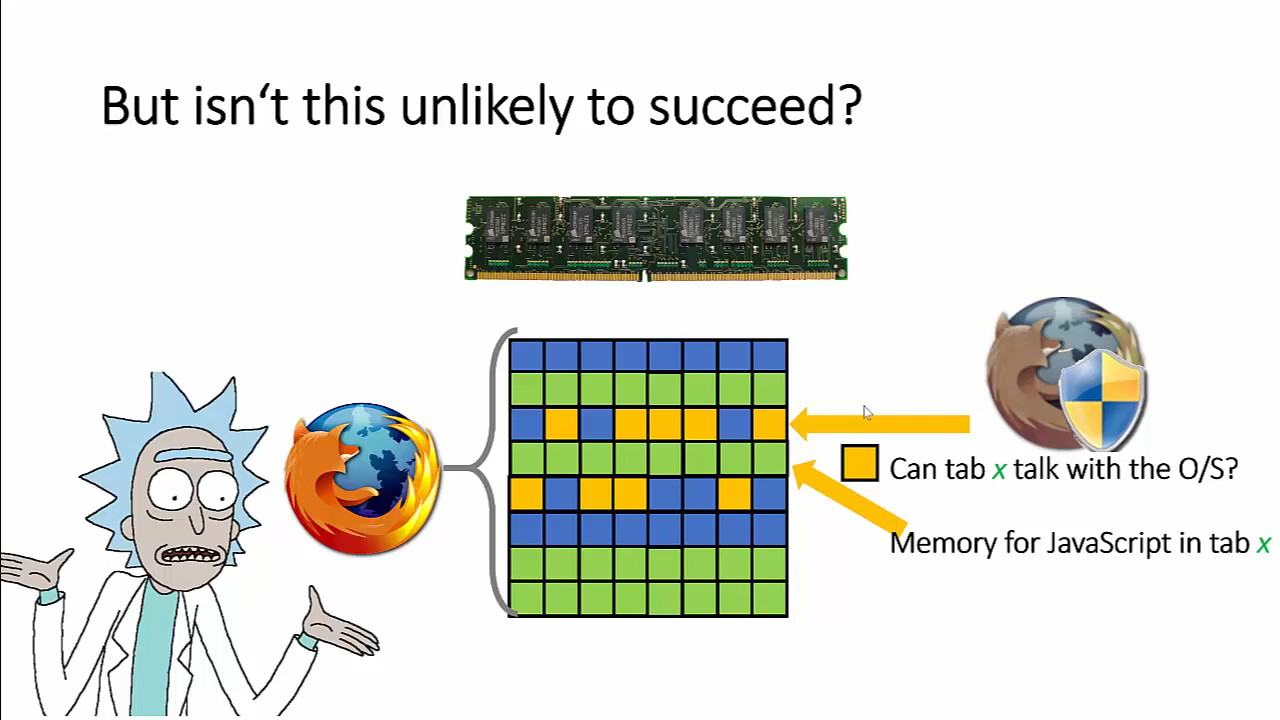 But isn‘t this unlikely to succeed?
Can tab x talk with the O/S?
Memory for JavaScript in tab x